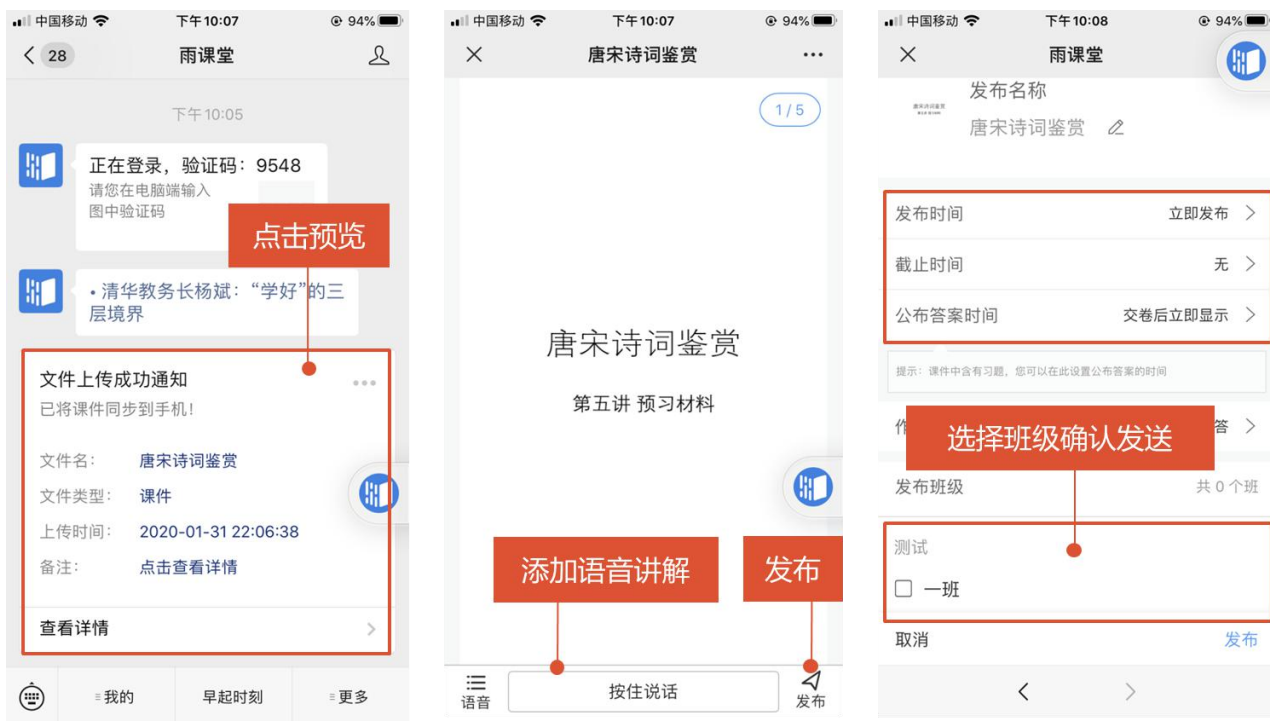 中国移动 下午10:07 94%
28 雨课堂
下午10:05
正在登录，验证码：9548
请您在电脑端输入
图中验证码
点击预览
•清华教务长杨斌：“学好”的三
层境界
文件上传成功通知
已将课件同步到手机！
文件名： 唐宋诗词鉴赏
文件类型： 课件
上传时间： 2020-01-31 22:06:38
备注： 点击查看详情
查看详情
我的 早起时刻 更多
中国移动 下午10:07 94%
唐宋诗词鉴赏
1/5
唐宋诗词鉴赏
第五讲 预习材料
添加语音讲解 发布
语音 按住说话 发布
中国移动 下午10:08 94%
雨课堂
发布名称
唐宋诗词鉴赏
发布时间 立即发布
截止时间 无
公布答案时间 交卷后立即显示
提示：课件中含有习题，您可以在此设置公布答案的时间
作 答
选择班级确认发送
发布班级 共0个班
测试
一班
取消 发布